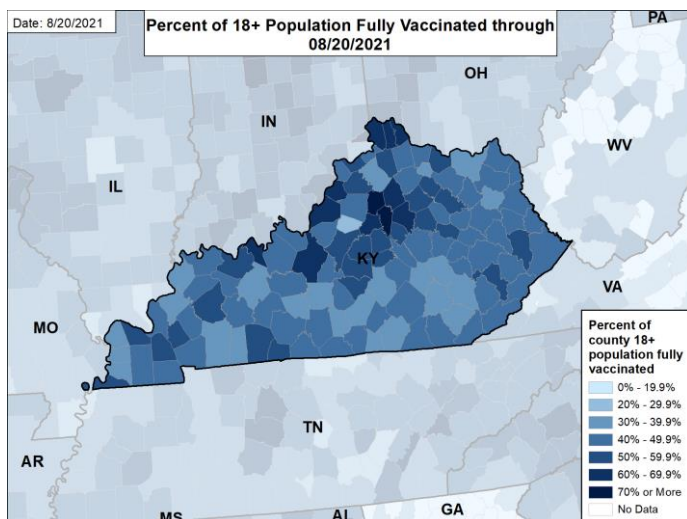 Date: 8/20/2021
Percent of 18+ Population Fully Vaccinated through
08/20/2021
PA
OH
IN
WV
IL
KY
VA
MO
TN
AR
MS
AL
GA
Percent of
county 18+
population fully
vaccinated
0% - 19.9%
20% - 29.9%
30% - 39.9%
40% - 49.9%
50% - 59.9%
60% - 69.9%
70% or More
No Data